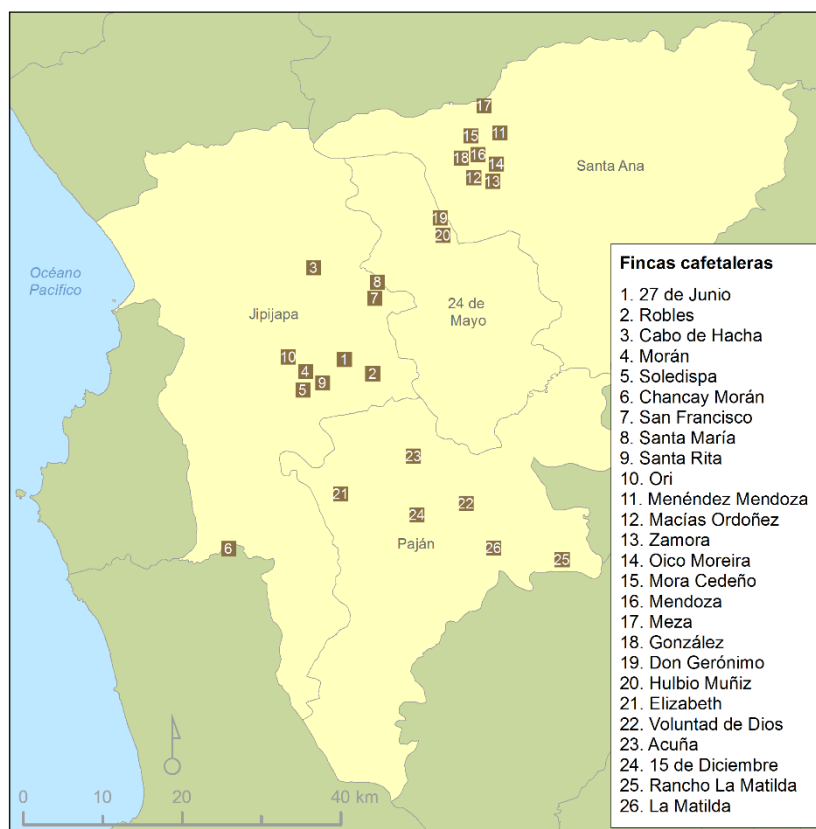 17
15
11
18
16
14
12
13
Santa Ana
19
20
Océano
Pacífico
3
8
7
24 de
Mayo
Jipijapa
10
1
4
2
9
5
23
21
22
24
Paján
6
26
25
Fincas cafetaleras
1. 27 de Junio
2. Robles
3. Cabo de Hacha
4. Morán
5. Soledispa
6. Chancay Morán
7. San Francisco
8. Santa María
9. Santa Rita
10. Ori
11. Menéndez Mendoza
12. Macías Ordoñez
13. Zamora
14. Oico Moreira
15. Mora Cedeño
16. Mendoza
17. Meza
18. González
19. Don Gerónimo
20. Hulbio Muñiz
21. Elizabeth
22. Voluntad de Dios
23. Acuña
24. 15 de Diciembre
25. Rancho La Matilda
26. La Matilda
0 10 20 40 km